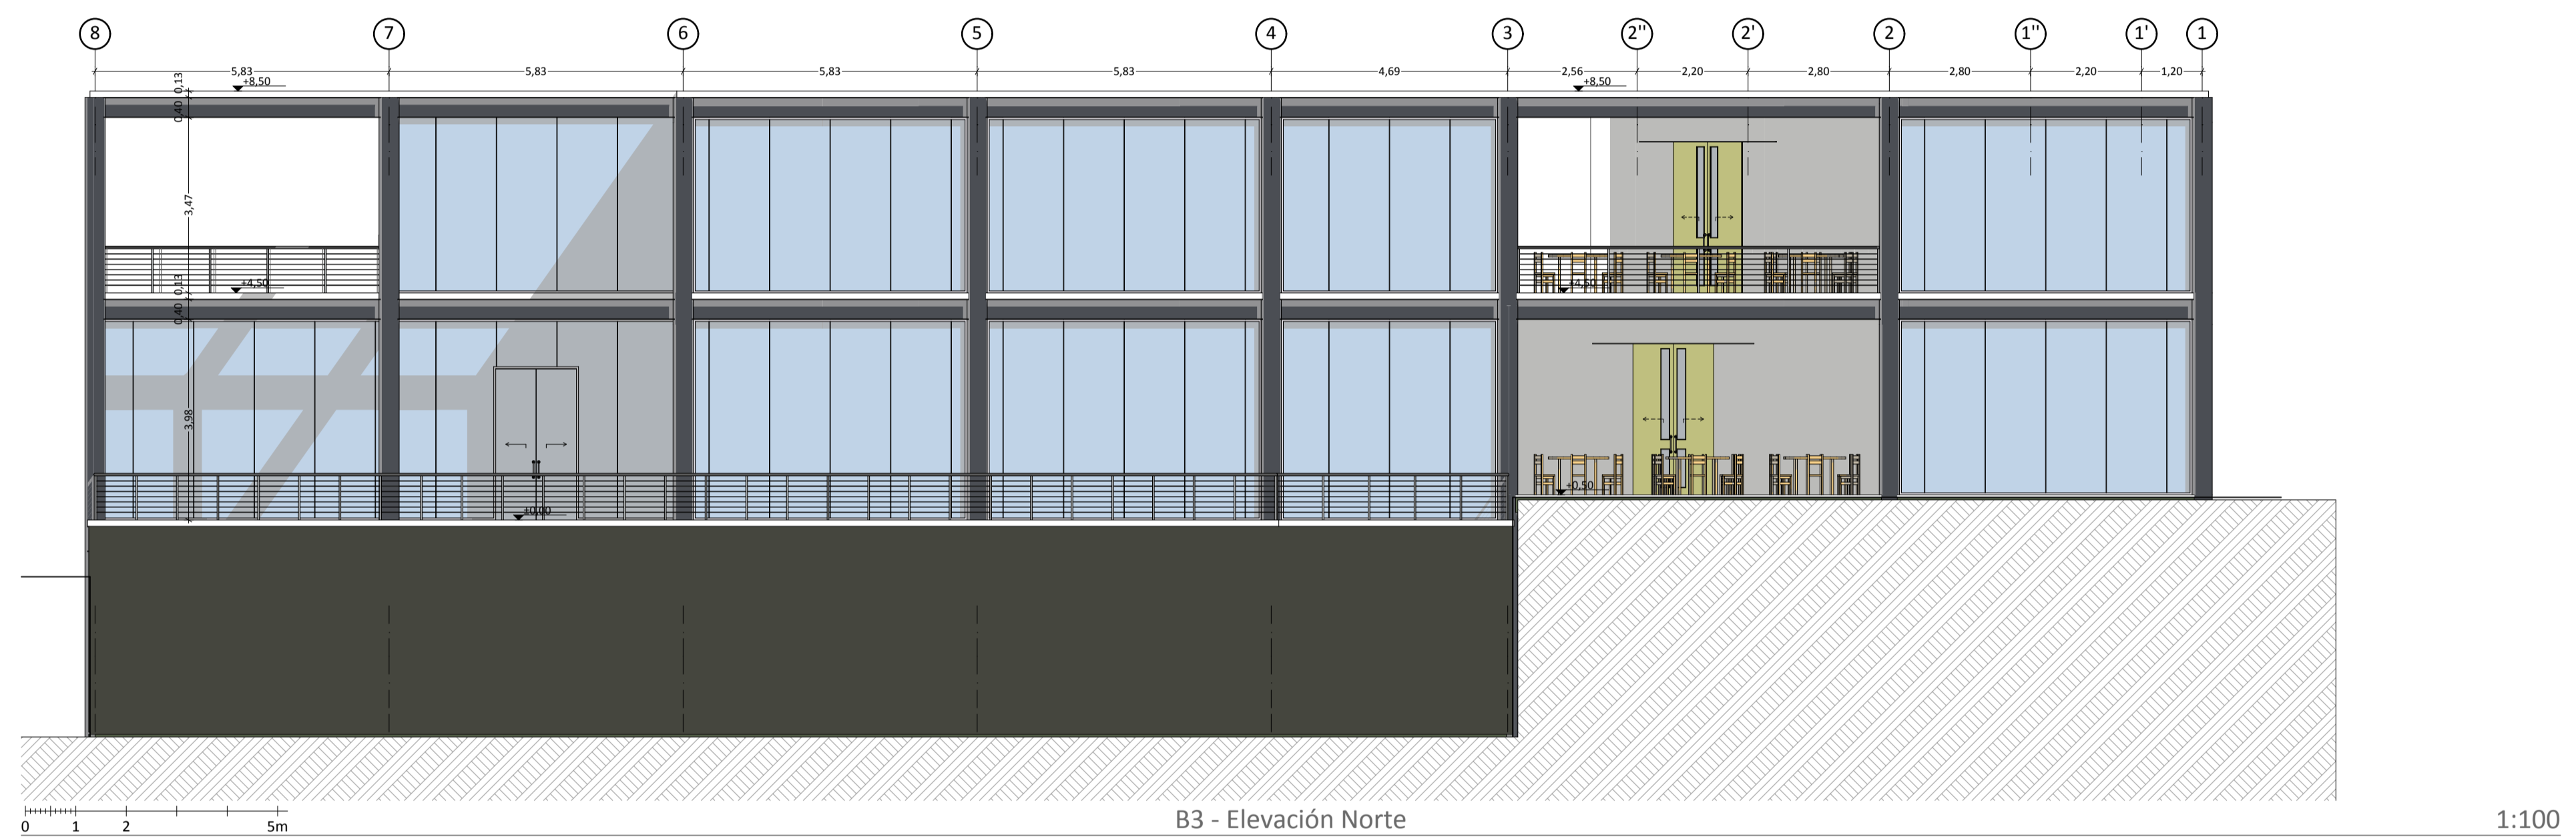 8 7 6 5 4 3 2'' 2' 2 1'' 1' 1
5,83 5,83 5,83 5,83 4,69 2,56 2,20 2,80 2,80 2,20 1,20
0,13 +8,50 +8,50
0,40
3,47
0,13 +4,50 +4,50
0,40
3,98
+0,50
±0,00
0 1 2 5m
B3 - Elevación Norte
1:100